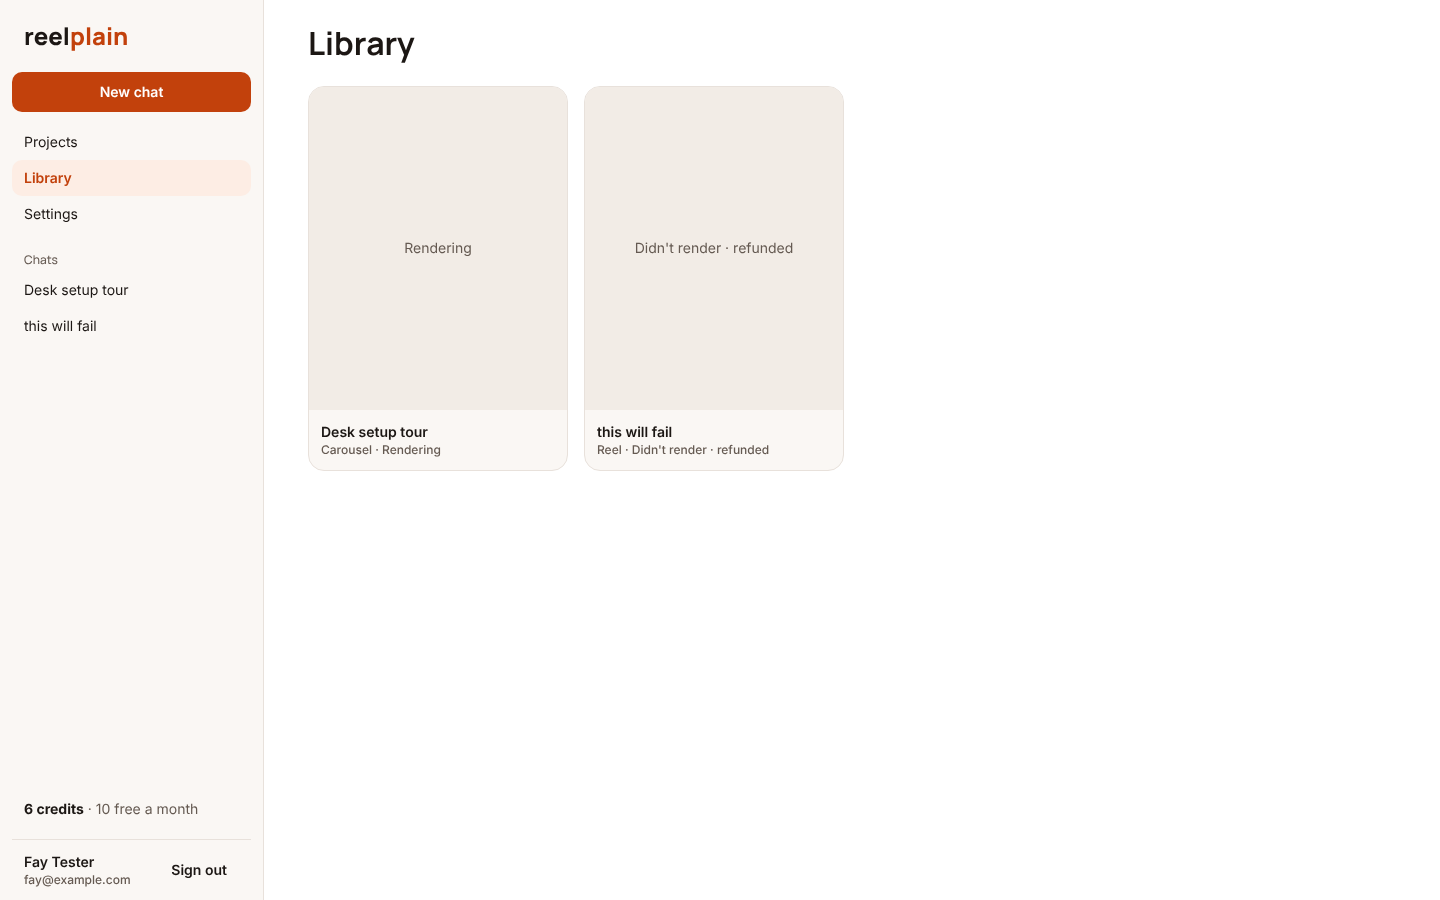 reelplain
New chat
Projects
Library
Settings
Chats
Desk setup tour
this will fail
6 credits · 10 free a month
Fay Tester
fay@example.com
Sign out
Library
Rendering
Desk setup tour
Carousel · Rendering
Didn't render · refunded
this will fail
Reel · Didn't render · refunded